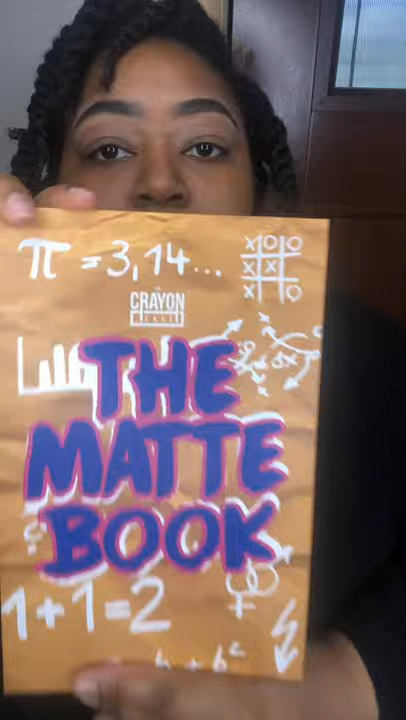 π = 3,14...
X O O
X X
X O
CRAYON
THE
MATTE
BOOK
1+1=2